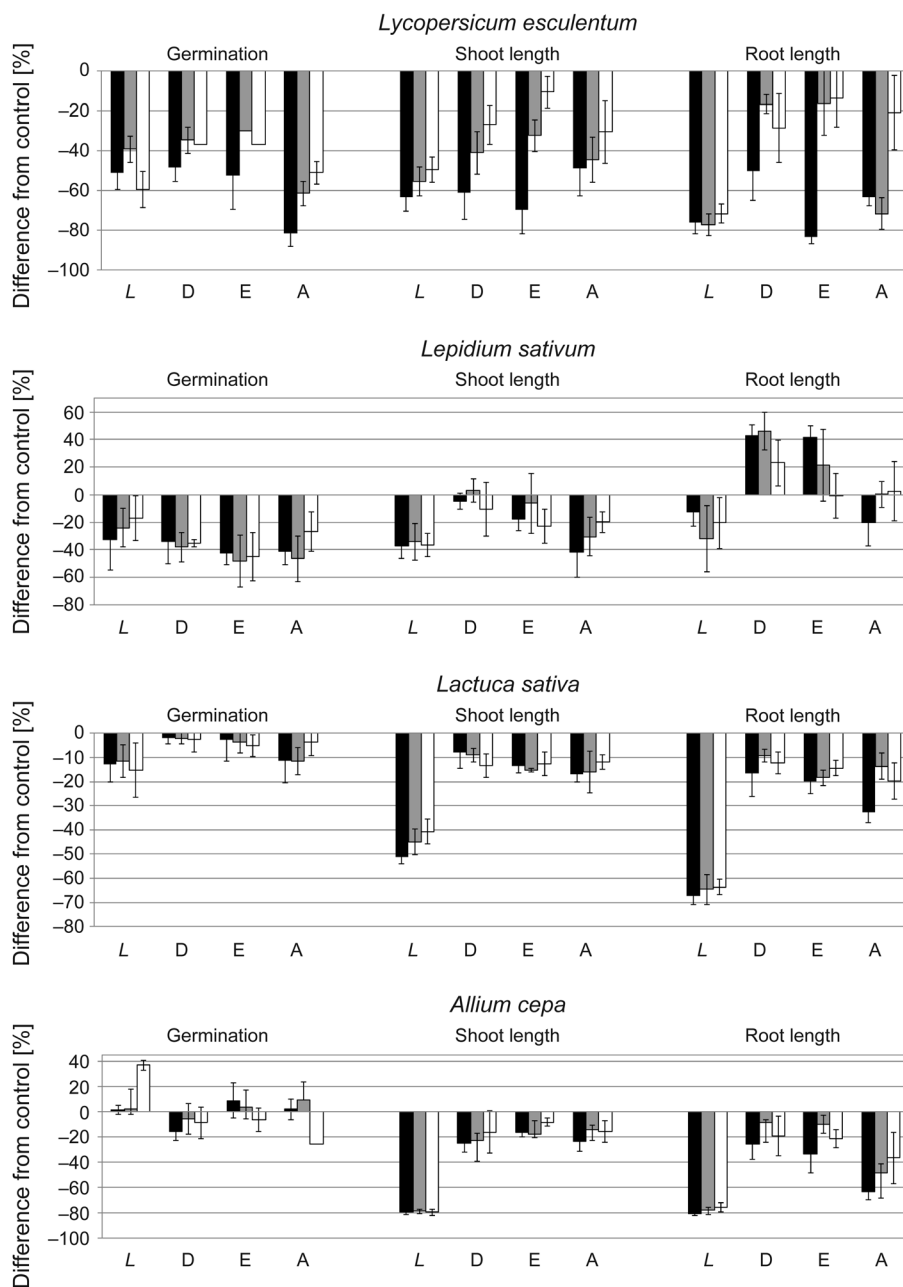 Lycopersicum esculentum
Germination Shoot length Root length
Difference from control [%]
0
–20
–40
–60
–80
–100
L D E A L D E A L D E A
Lepidium sativum
Germination Shoot length Root length
Difference from control [%]
60
40
20
0
–20
–40
–60
–80
L D E A L D E A L D E A
Lactuca sativa
Germination Shoot length Root length
Difference from control [%]
0
–10
–20
–30
–40
–50
–60
–70
–80
L D E A L D E A L D E A
Allium cepa
Germination Shoot length Root length
Difference from control [%]
40
20
0
–20
–40
–60
–80
–100
L D E A L D E A L D E A